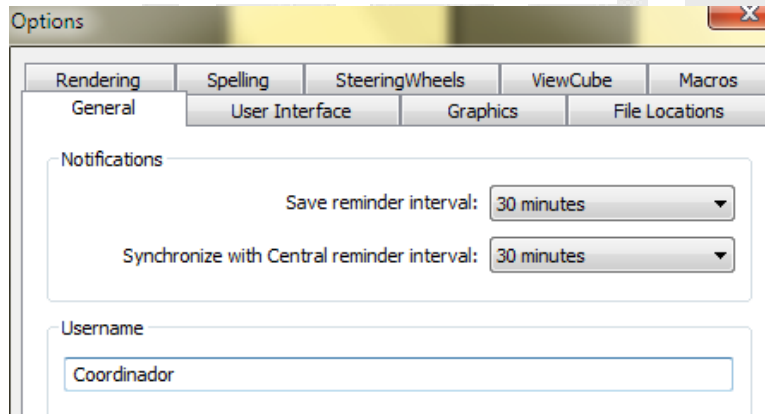 Options
Rendering Spelling SteeringWheels ViewCube Macros
General User Interface Graphics File Locations
Notifications
Save reminder interval: 30 minutes
Synchronize with Central reminder interval: 30 minutes
Username
Coordinador